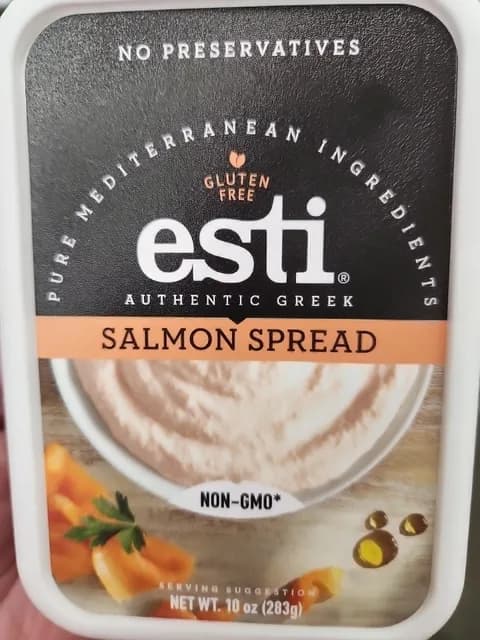 NO PRESERVATIVES
PURE MEDITERRANEAN INGREDIENTS
GLUTEN
FREE
esti®
AUTHENTIC GREEK
SALMON SPREAD
NON-GMO*
SERVING SUGGESTION
NET WT. 10 oz (283g)